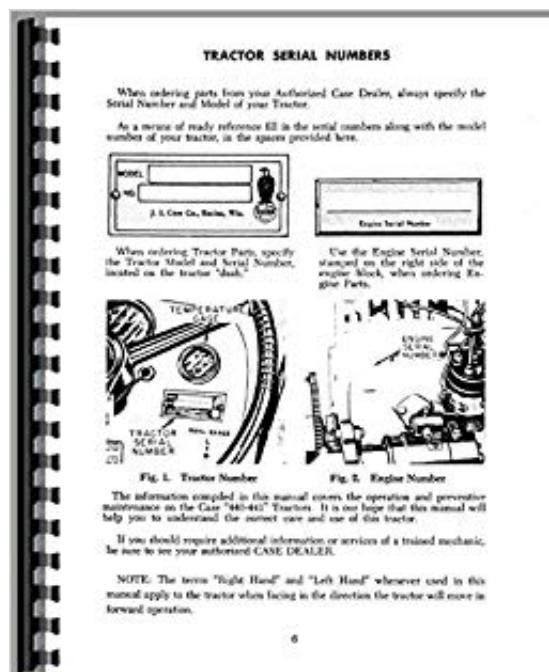 TRACTOR SERIAL NUMBERS
When ordering parts from your Authorized Case Dealer, always specify the
Serial Number and Model of your Tractor.
As a means of ready reference fill in the serial numbers along with the model
number of your tractor, in the spaces provided here.
MODEL
NO.
J. I. Case Co., Racine, Wis.
Engine Serial Number
When ordering Tractor Parts, specify
the Tractor Model and Serial Number,
located on the tractor "dash."
Use the Engine Serial Number,
stamped on the right side of the
engine block, when ordering En-
gine Parts.
TEMPERATURE
GAGE
TRACTOR
SERIAL
NUMBER
ENGINE
SERIAL
NUMBER
Fig. 1. Tractor Number
Fig. 2. Engine Number
The information compiled in this manual covers the operation and preventive
maintenance on the Case "440-441" Tractors. It is our hope that this manual will
help you to understand the correct care and use of this tractor.
If you should require additional information or services of a trained mechanic,
be sure to see your authorized CASE DEALER.
NOTE: The terms "Right Hand" and "Left Hand" whenever used in this
manual apply to the tractor when facing in the direction the tractor will move in
forward operation.
6